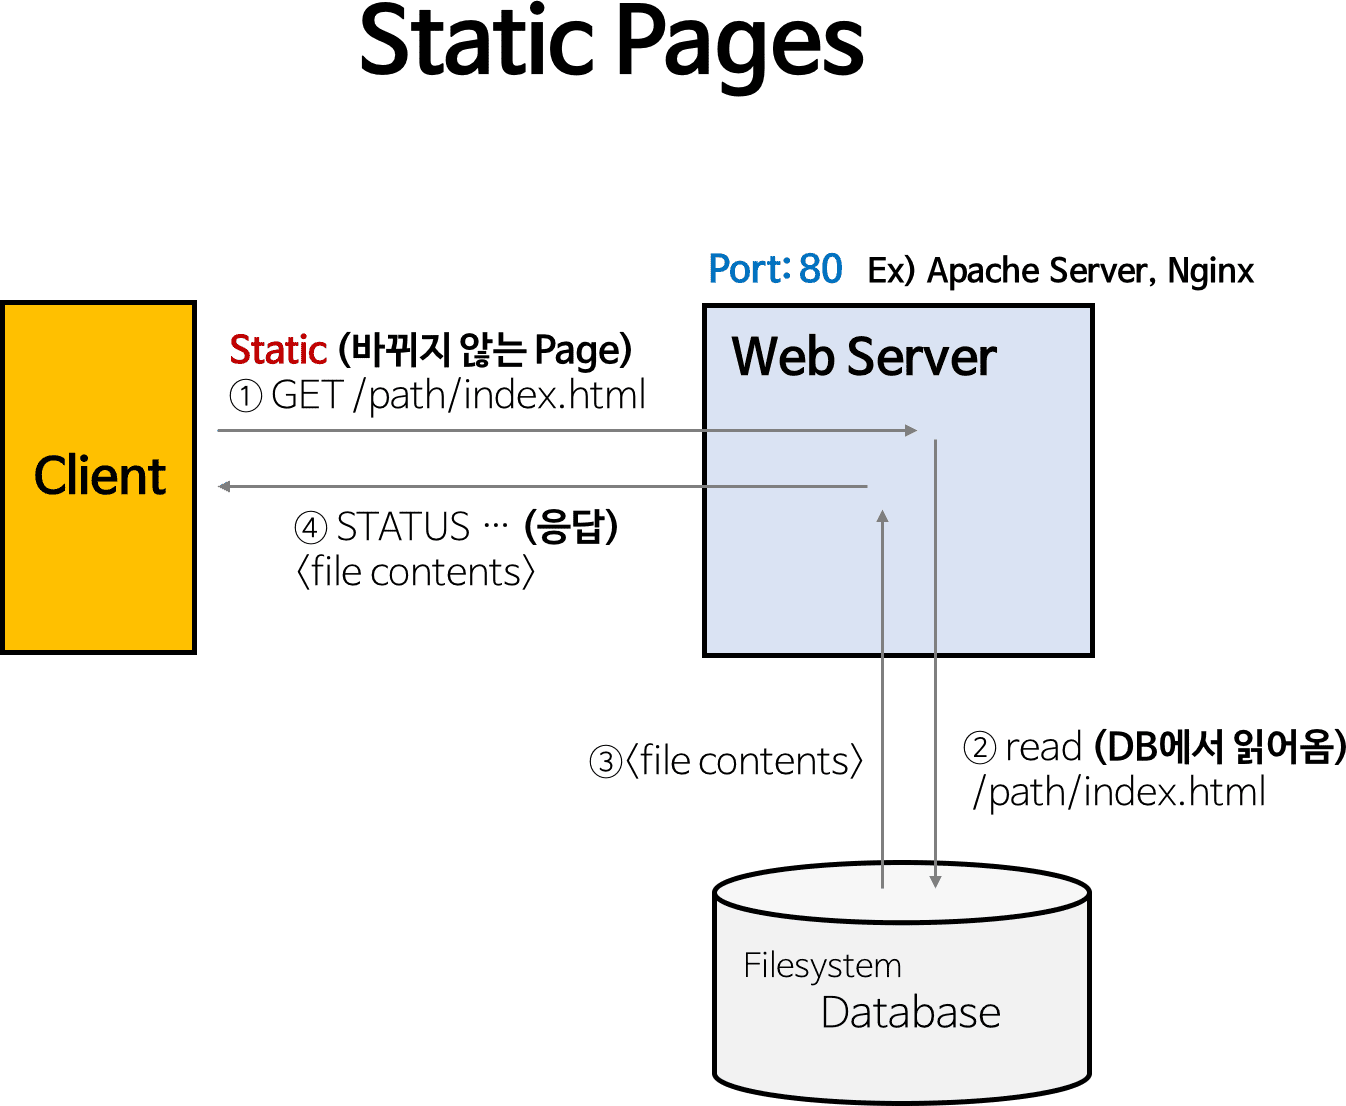 Static Pages
Port: 80 Ex) Apache Server, Nginx
Static (바뀌지 않는 Page)
① GET /path/index.html
Web Server
Client
④ STATUS … (응답)
〈file contents〉
③〈file contents〉
② read (DB에서 읽어옴)
/path/index.html
Filesystem
Database